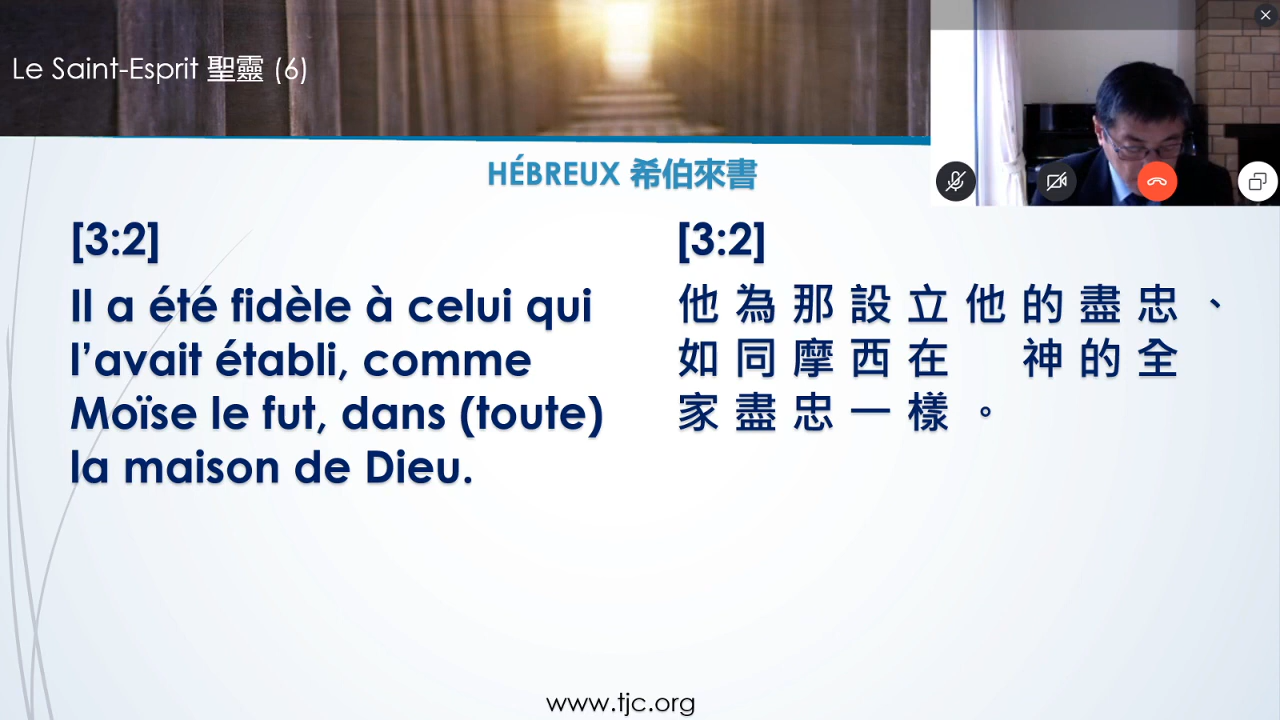 Le Saint-Esprit 聖靈 (6)
HÉBREUX 希伯來書
[3:2]
Il a été fidèle à celui qui
l’avait établi, comme
Moïse le fut, dans (toute)
la maison de Dieu.
[3:2]
他為那設立他的盡忠、
如同摩西在　神的全
家盡忠一樣。
www.tjc.org